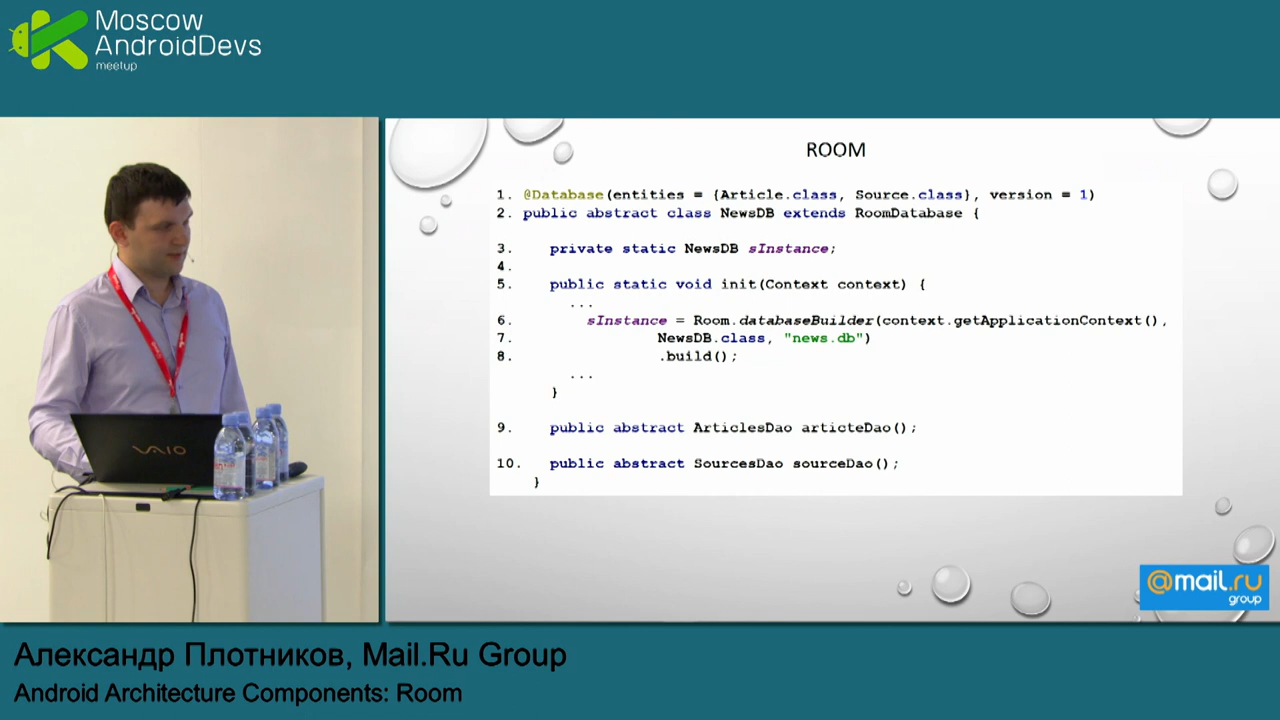 Moscow
AndroidDevs
meetup
ROOM
1. @Database(entities = {Article.class, Source.class}, version = 1)
2. public abstract class NewsDB extends RoomDatabase {
3. private static NewsDB sInstance;
4.
5. public static void init(Context context) {
...
6. sInstance = Room.databaseBuilder(context.getApplicationContext(),
7. NewsDB.class, "news.db")
8. .build();
...
}
9. public abstract ArticlesDao articteDao();
10. public abstract SourcesDao sourceDao();
}
VAIO
@mail.ru
group
Александр Плотников, Mail.Ru Group
Android Architecture Components: Room